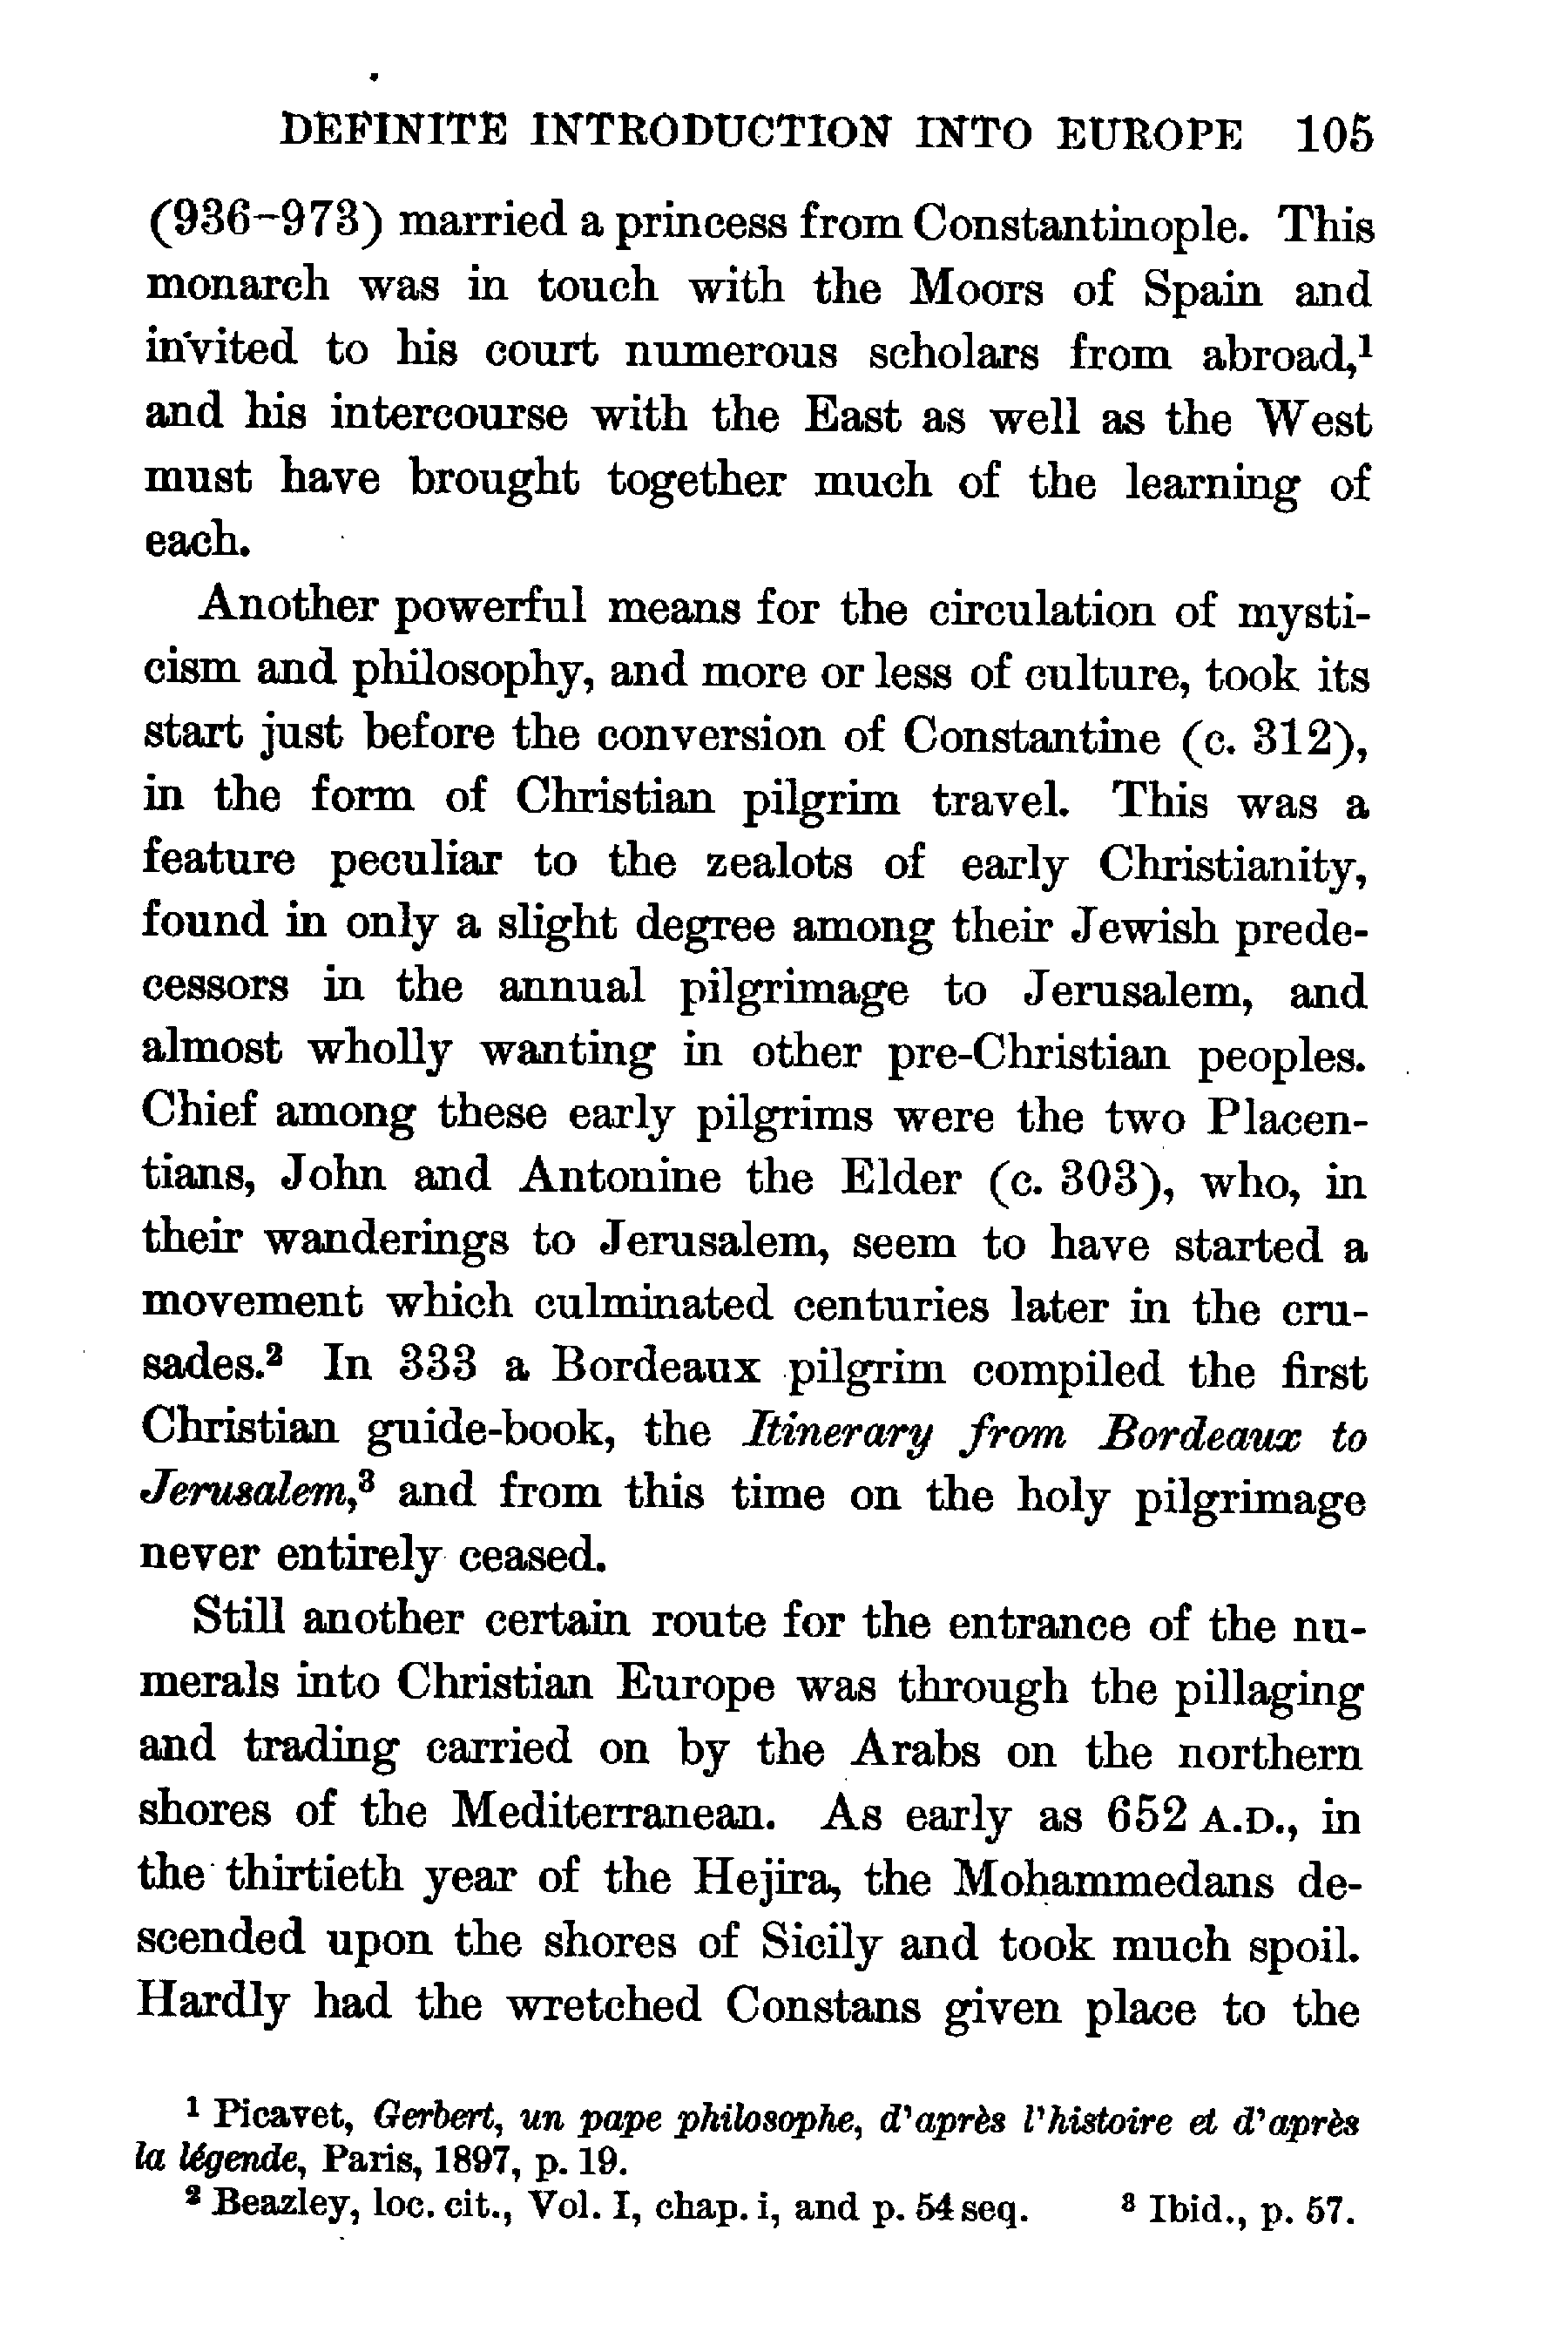 DEFINITE INTRODUCTION INTO EUROPE 105
(936–973) married a princess from Constantinople. This
monarch was in touch with the Moors of Spain and
invited to his court numerous scholars from abroad,¹
and his intercourse with the East as well as the West
must have brought together much of the learning of
each.
Another powerful means for the circulation of mysti-
cism and philosophy, and more or less of culture, took its
start just before the conversion of Constantine (c. 312),
in the form of Christian pilgrim travel. This was a
feature peculiar to the zealots of early Christianity,
found in only a slight degree among their Jewish prede-
cessors in the annual pilgrimage to Jerusalem, and
almost wholly wanting in other pre-Christian peoples.
Chief among these early pilgrims were the two Placen-
tians, John and Antonine the Elder (c. 303), who, in
their wanderings to Jerusalem, seem to have started a
movement which culminated centuries later in the cru-
sades.² In 333 a Bordeaux pilgrim compiled the first
Christian guide-book, the Itinerary from Bordeaux to
Jerusalem,³ and from this time on the holy pilgrimage
never entirely ceased.
Still another certain route for the entrance of the nu-
merals into Christian Europe was through the pillaging
and trading carried on by the Arabs on the northern
shores of the Mediterranean. As early as 652 A.D., in
the thirtieth year of the Hejira, the Mohammedans de-
scended upon the shores of Sicily and took much spoil.
Hardly had the wretched Constans given place to the
¹ Picavet, Gerbert, un pape philosophe, d'après l'histoire et d'après
la légende, Paris, 1897, p. 19.
² Beazley, loc. cit., Vol. I, chap. i, and p. 54 seq. ³ Ibid., p. 57.